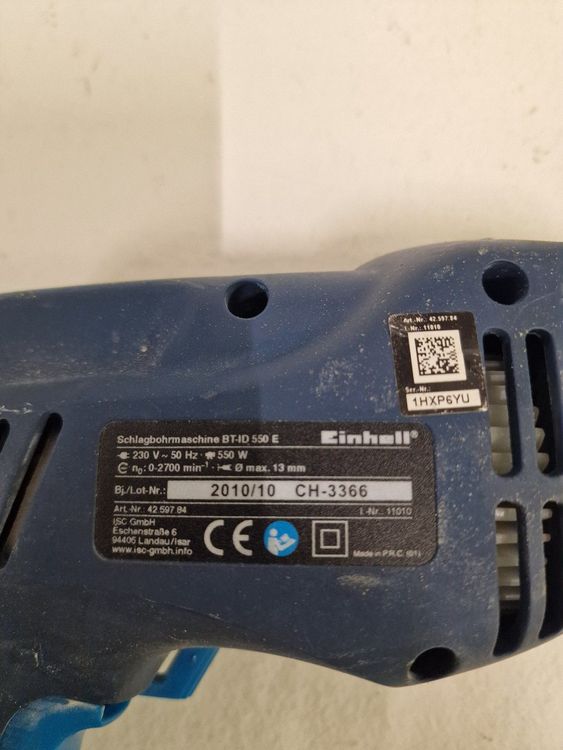 Art.-Nr.: 42.597.84
I.-Nr.: 11010
Ser.-Nr.:
1HXP6YU
Schlagbohrmaschine BT-ID 550 E
Einhell®
230 V ~ 50 Hz · 550 W
n₀: 0-2700 min⁻¹ · Ø max. 13 mm
Bj./Lot-Nr.: 2010/10 CH-3366
Art.-Nr.: 42 597 84 I.-Nr.: 11010
ISC GmbH
Eschenstraße 6
94405 Landau/Isar
www.isc-gmbh.info
CE
Made in P.R.C. (01)